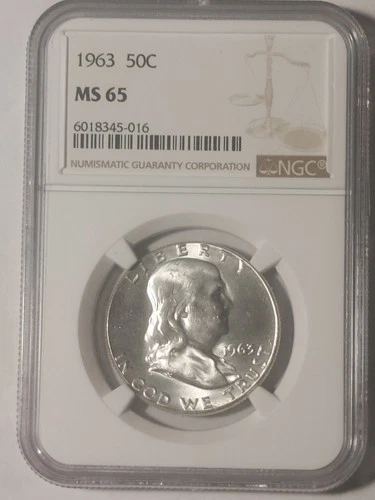 1963 50C
MS 65
6018345-016
NUMISMATIC GUARANTY CORPORATION
NGC®
LIBERTY
1963
IN GOD WE TRUST